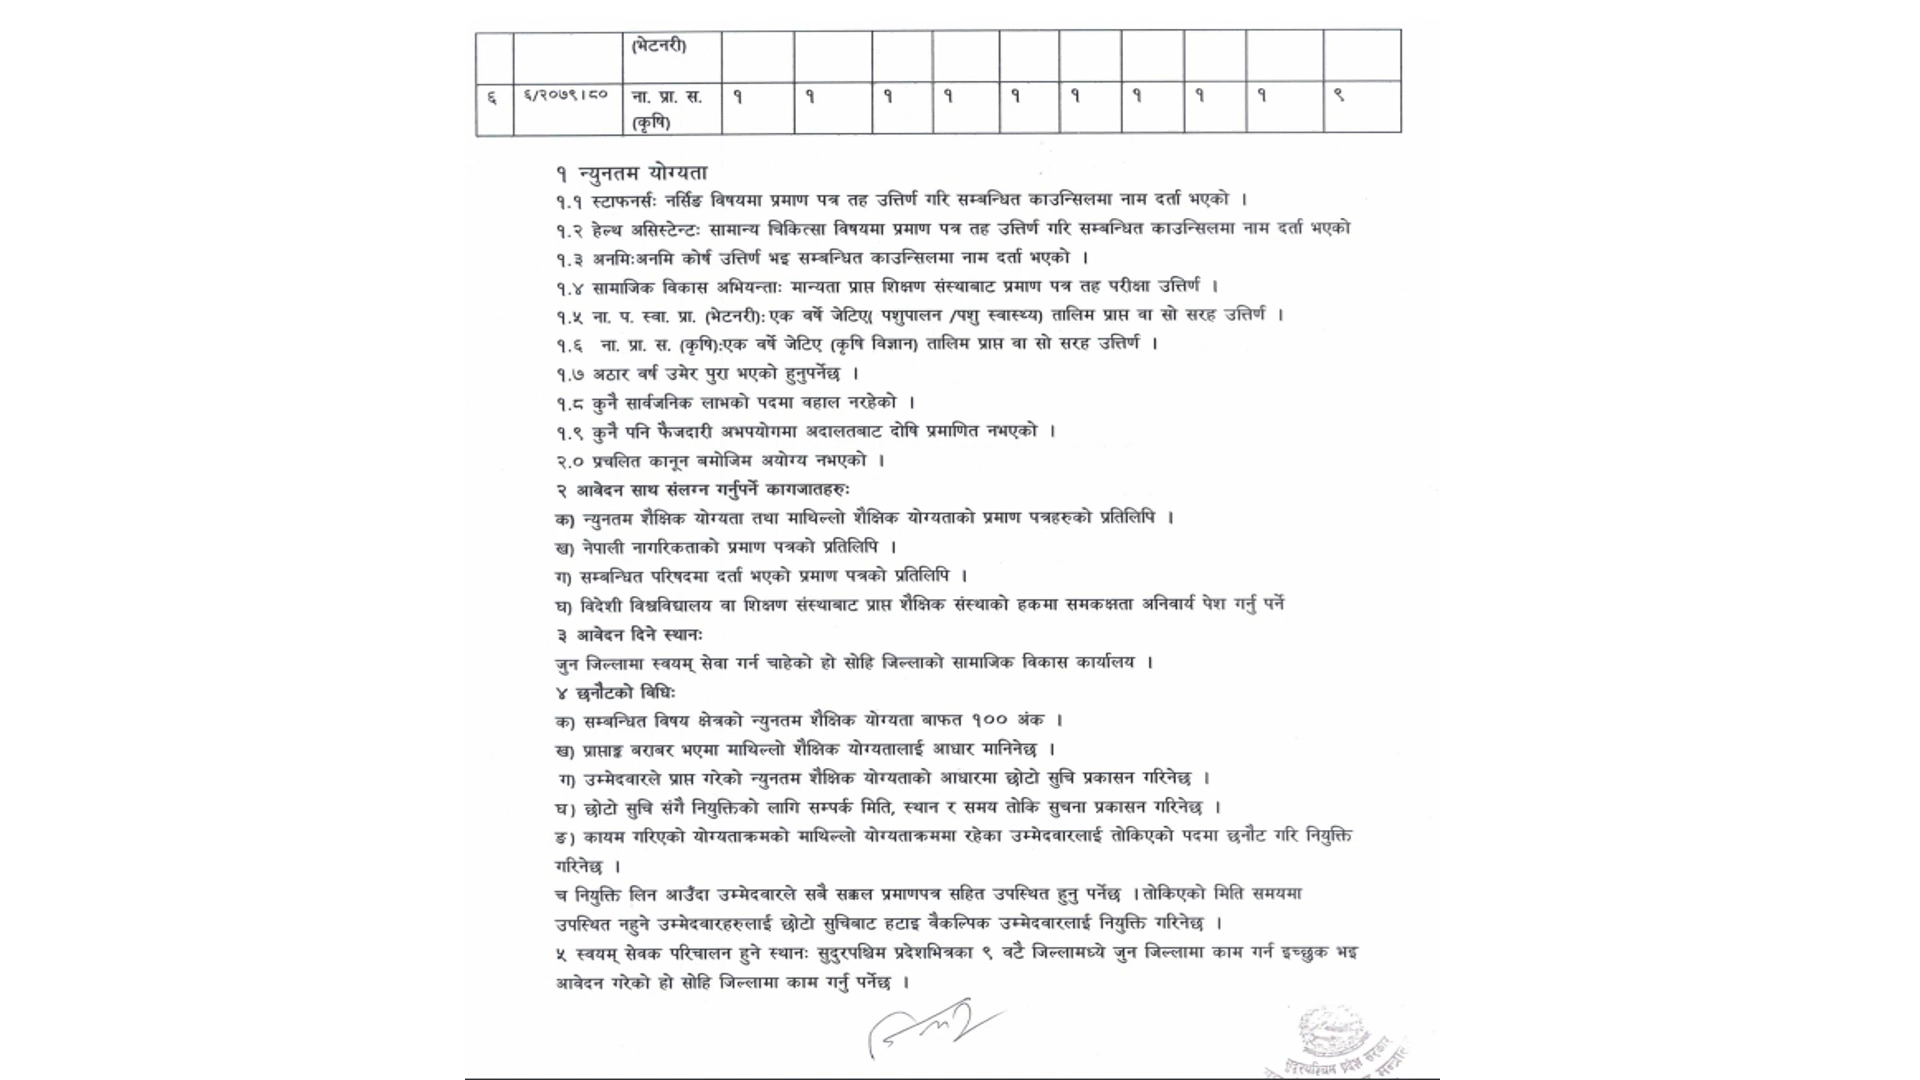 (भेटनरी)
६ ६/२०७९।८० ना. प्रा. स. १ १ १ १ १ १ १ १ १ ९
(कृषि)
१ न्युनतम योग्यता
१.१ स्टाफनर्सः नर्सिङ विषयमा प्रमाण पत्र तह उत्तिर्ण गरि सम्बन्धित काउन्सिलमा नाम दर्ता भएको ।
१.२ हेल्थ असिस्टेन्टः सामान्य चिकित्सा विषयमा प्रमाण पत्र तह उत्तिर्ण गरि सम्बन्धित काउन्सिलमा नाम दर्ता भएको
१.३ अनमिःअनमि कोर्ष उत्तिर्ण भइ सम्बन्धित काउन्सिलमा नाम दर्ता भएको ।
१.४ सामाजिक विकास अभियन्ताः मान्यता प्राप्त शिक्षण संस्थाबाट प्रमाण पत्र तह परीक्षा उत्तिर्ण ।
१.५ ना. प. स्वा. प्रा. (भेटनरी): एक वर्षे जेटिए( पशुपालन /पशु स्वास्थ्य) तालिम प्राप्त वा सो सरह उत्तिर्ण ।
१.६ ना. प्रा. स. (कृषि):एक वर्षे जेटिए (कृषि विज्ञान) तालिम प्राप्त वा सो सरह उत्तिर्ण ।
१.७ अठार वर्ष उमेर पुरा भएको हुनुपर्नेछ ।
१.८ कुनै सार्वजनिक लाभको पदमा वहाल नरहेको ।
१.९ कुनै पनि फैजदारी अभपयोगमा अदालतबाट दोषि प्रमाणित नभएको ।
२.० प्रचलित कानून बमोजिम अयोग्य नभएको ।
२ आवेदन साथ संलग्न गर्नुपर्ने कागजातहरुः
क) न्युनतम शैक्षिक योग्यता तथा माथिल्लो शैक्षिक योग्यताको प्रमाण पत्रहरुको प्रतिलिपि ।
ख) नेपाली नागरिकताको प्रमाण पत्रको प्रतिलिपि ।
ग) सम्बन्धित परिषदमा दर्ता भएको प्रमाण पत्रको प्रतिलिपि ।
घ) विदेशी विश्वविद्यालय वा शिक्षण संस्थाबाट प्राप्त शैक्षिक संस्थाको हकमा समकक्षता अनिवार्य पेश गर्नु पर्ने
३ आवेदन दिने स्थानः
जुन जिल्लामा स्वयम् सेवा गर्न चाहेको हो सोहि जिल्लाको सामाजिक विकास कार्यालय ।
४ छनौटको विधिः
क) सम्बन्धित विषय क्षेत्रको न्युनतम शैक्षिक योग्यता बाफत १०० अंक ।
ख) प्राप्ताङ्क बराबर भएमा माथिल्लो शैक्षिक योग्यतालाई आधार मानिनेछ ।
ग) उम्मेदवारले प्राप्त गरेको न्युनतम शैक्षिक योग्यताको आधारमा छोटो सुचि प्रकासन गरिनेछ ।
घ) छोटो सुचि संगै नियुक्तिको लागि सम्पर्क मिति, स्थान र समय तोकि सुचना प्रकासन गरिनेछ ।
ङ) कायम गरिएको योग्यताक्रमको माथिल्लो योग्यताक्रममा रहेका उम्मेदवारलाई तोकिएको पदमा छनौट गरि नियुक्ति
गरिनेछ ।
च नियुक्ति लिन आउँदा उम्मेदवारले सबै सक्कल प्रमाणपत्र सहित उपस्थित हुनु पर्नेछ ।तोकिएको मिति समयमा
उपस्थित नहुने उम्मेदवारहरुलाई छोटो सुचिबाट हटाइ वैकल्पिक उम्मेदवारलाई नियुक्ति गरिनेछ ।
५ स्वयम् सेवक परिचालन हुने स्थानः सुदुरपश्चिम प्रदेशभित्रका ९ वटै जिल्लामध्ये जुन जिल्लामा काम गर्न इच्छुक भइ
आवेदन गरेको हो सोहि जिल्लामा काम गर्नु पर्नेछ ।
सुदुरपश्चिम प्रदेश सरकार